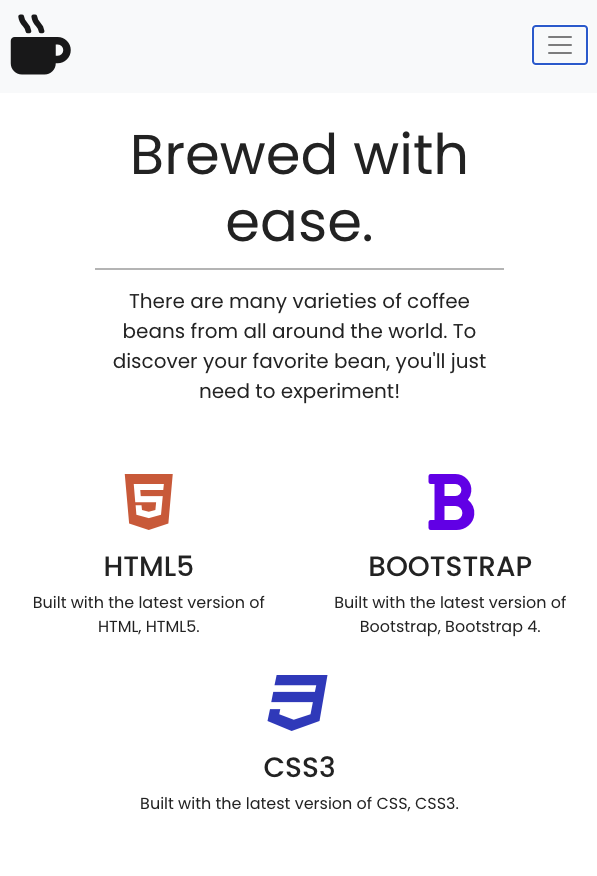 Brewed with
ease.
There are many varieties of coffee
beans from all around the world. To
discover your favorite bean, you'll just
need to experiment!
HTML5
Built with the latest version of
HTML, HTML5.
BOOTSTRAP
Built with the latest version of
Bootstrap, Bootstrap 4.
CSS3
Built with the latest version of CSS, CSS3.